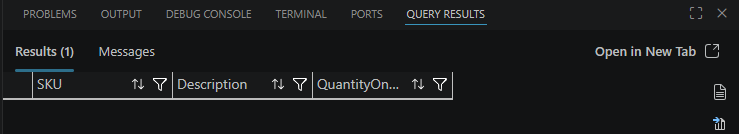 PROBLEMS OUTPUT DEBUG CONSOLE TERMINAL PORTS QUERY RESULTS
Results (1) Messages Open in New Tab
SKU Description QuantityOn...